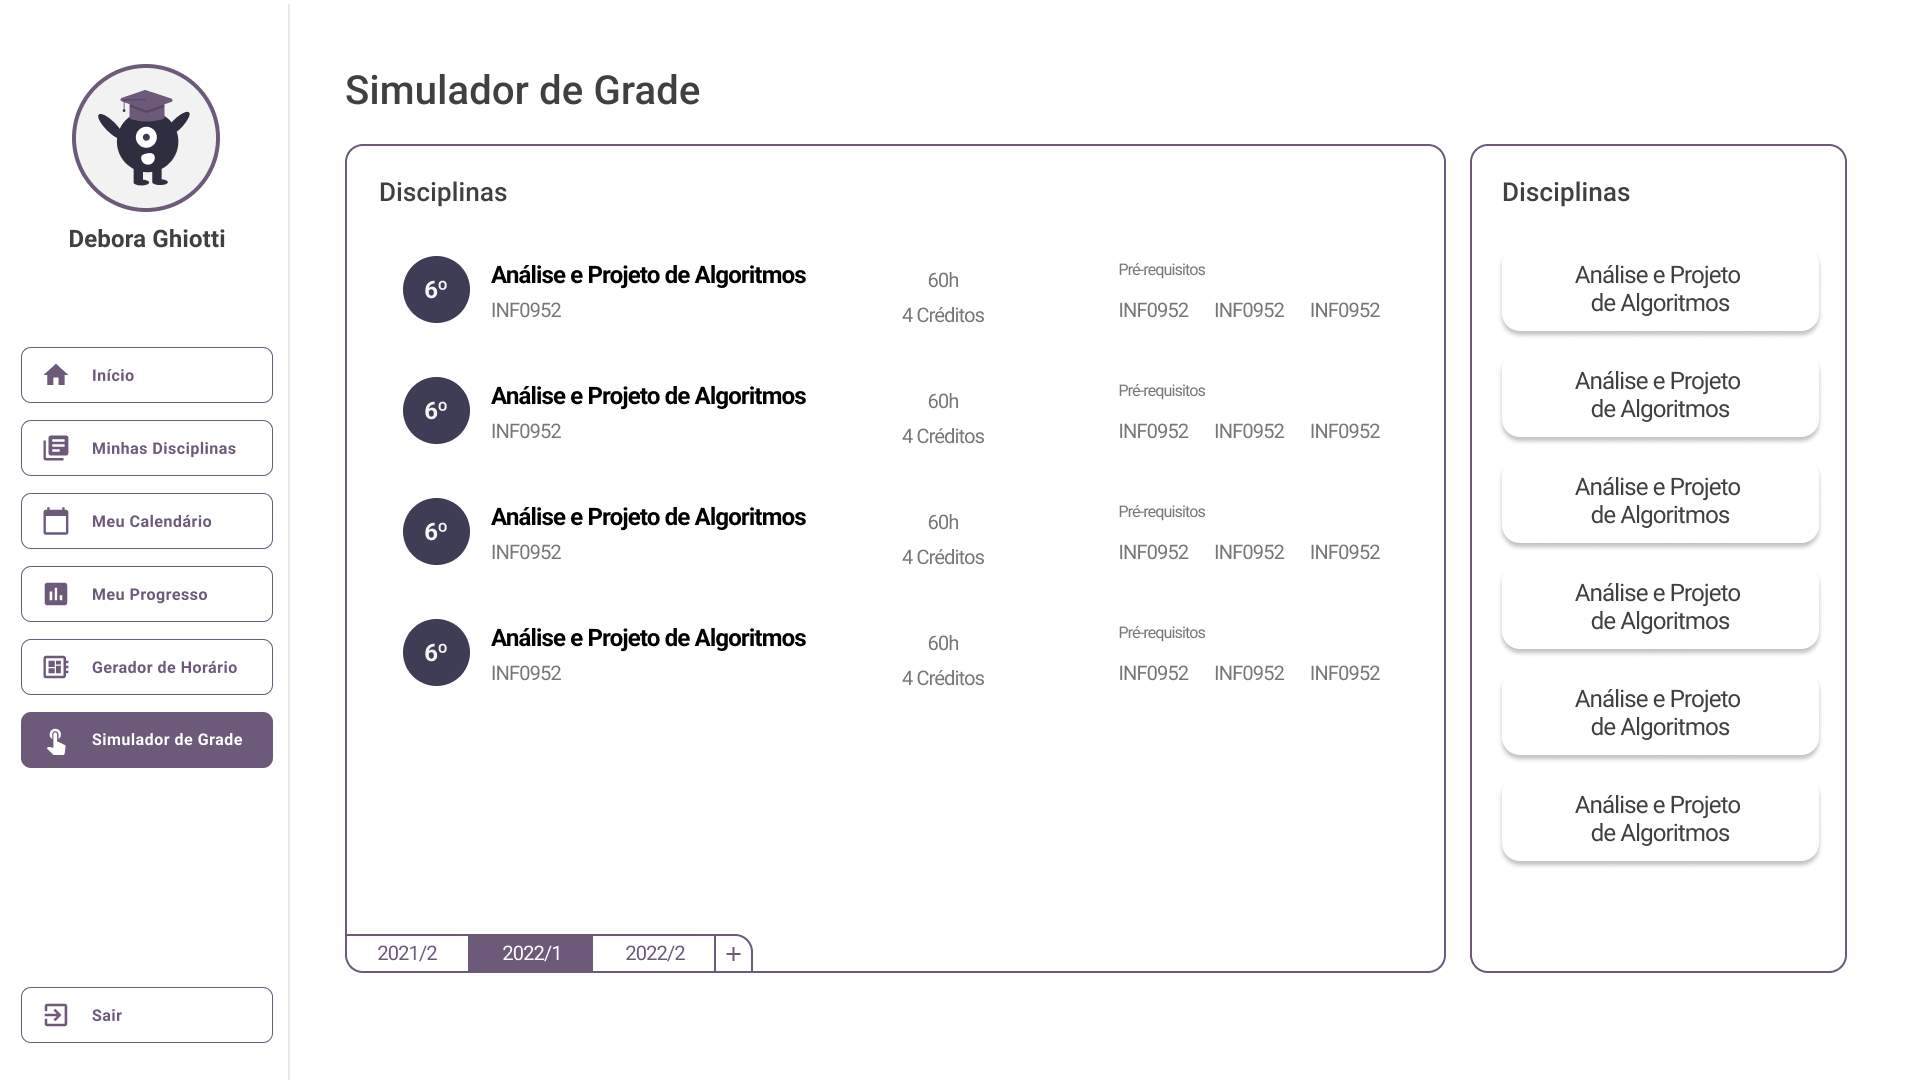 Debora Ghiotti
Início
Minhas Disciplinas
Meu Calendário
Meu Progresso
Gerador de Horário
Simulador de Grade
Sair
Simulador de Grade
Disciplinas
6º
Análise e Projeto de Algoritmos
INF0952
60h
4 Créditos
Pré-requisitos
INF0952 INF0952 INF0952
6º
Análise e Projeto de Algoritmos
INF0952
60h
4 Créditos
Pré-requisitos
INF0952 INF0952 INF0952
6º
Análise e Projeto de Algoritmos
INF0952
60h
4 Créditos
Pré-requisitos
INF0952 INF0952 INF0952
6º
Análise e Projeto de Algoritmos
INF0952
60h
4 Créditos
Pré-requisitos
INF0952 INF0952 INF0952
2021/2 2022/1 2022/2 +
Disciplinas
Análise e Projeto
de Algoritmos
Análise e Projeto
de Algoritmos
Análise e Projeto
de Algoritmos
Análise e Projeto
de Algoritmos
Análise e Projeto
de Algoritmos
Análise e Projeto
de Algoritmos